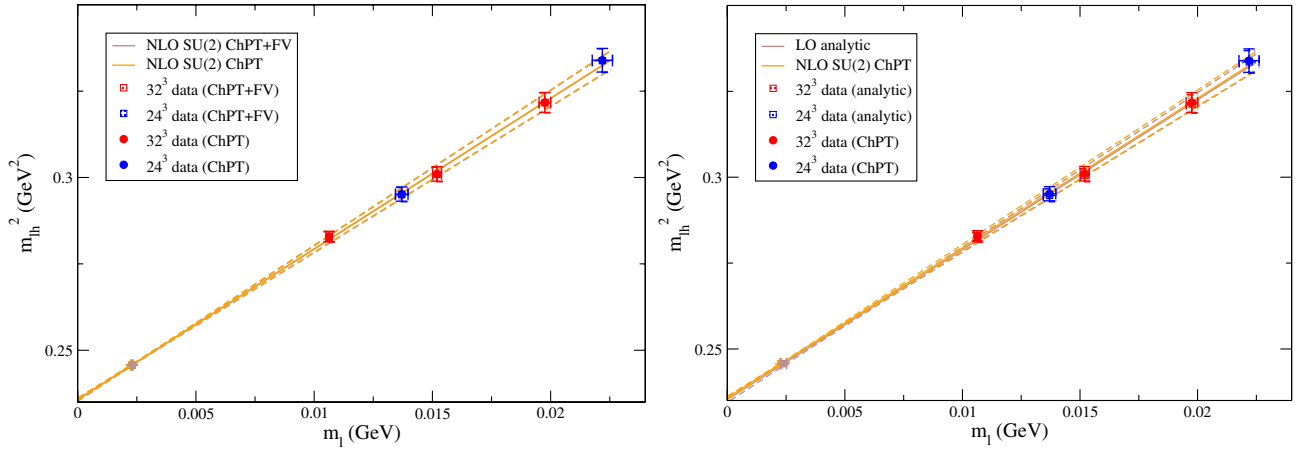 NLO SU(2) ChPT+FV
NLO SU(2) ChPT
32³ data (ChPT+FV)
24³ data (ChPT+FV)
32³ data (ChPT)
24³ data (ChPT)
0.3
0.25
m_lh² (GeV²)
0
0.005
0.01
0.015
0.02
m_l (GeV)
LO analytic
NLO SU(2) ChPT
32³ data (analytic)
24³ data (analytic)
32³ data (ChPT)
24³ data (ChPT)
0.3
0.25
m_lh² (GeV²)
0
0.005
0.01
0.015
0.02
m_l (GeV)